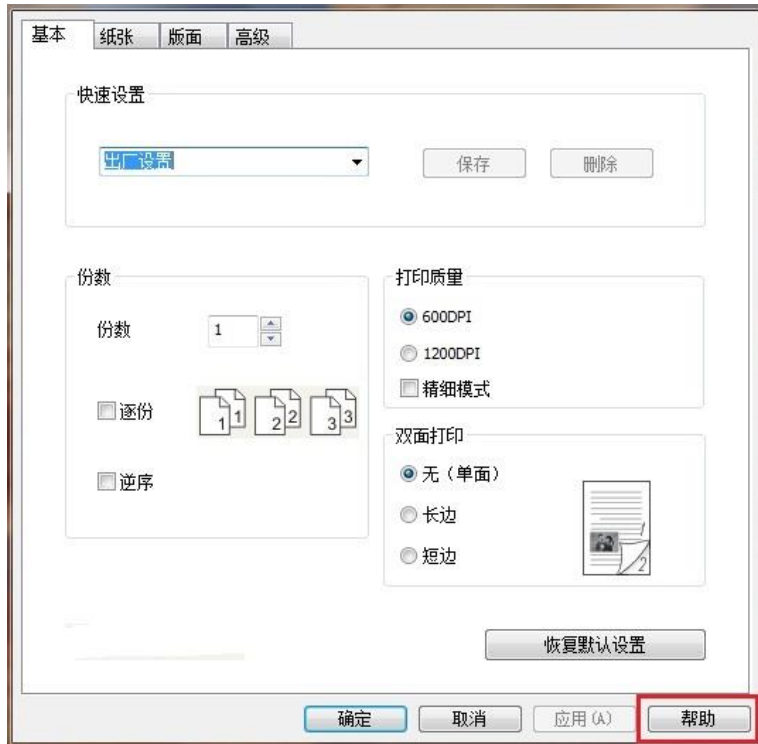 基本 纸张 版面 高级
快速设置
出厂设置 保存 删除
份数
份数 1
逐份 1 1 2 2 3 3
逆序
打印质量
600DPI
1200DPI
精细模式
双面打印
无（单面）
长边
短边
1
2
恢复默认设置
确定 取消 应用(A) 帮助